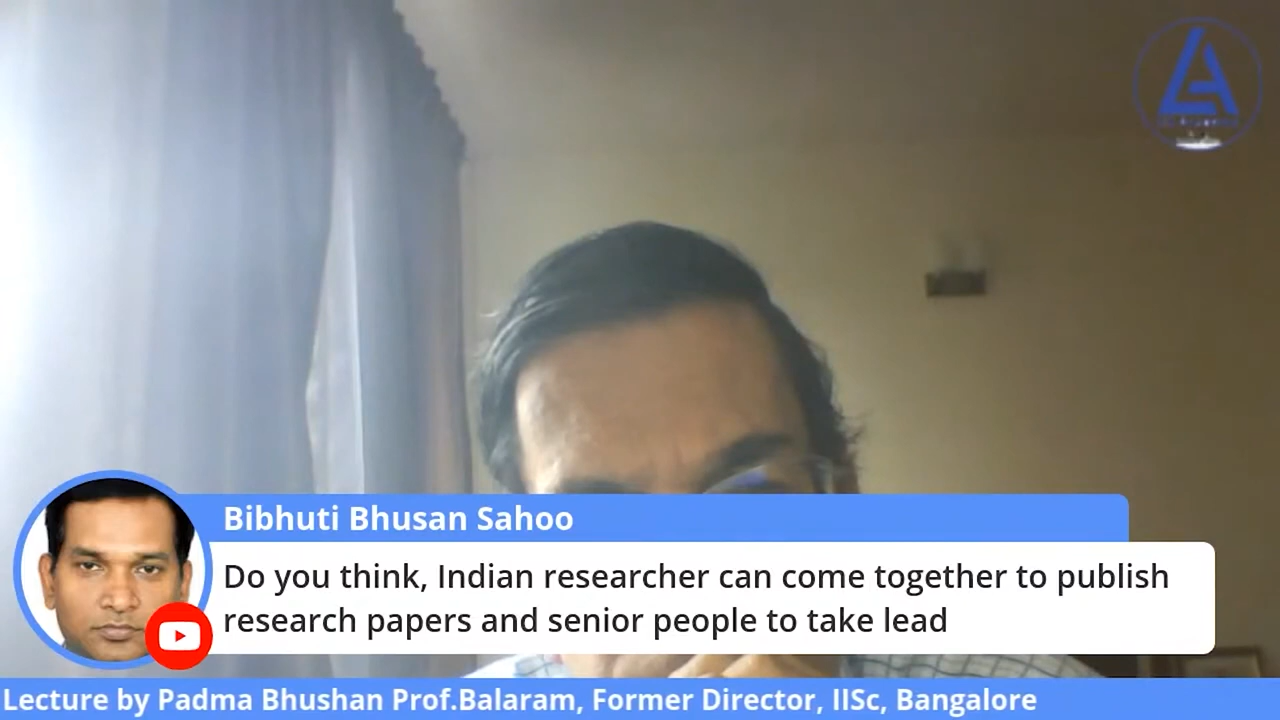 Bibhuti Bhusan Sahoo
Do you think, Indian researcher can come together to publish
research papers and senior people to take lead
Lecture by Padma Bhushan Prof.Balaram, Former Director, IISc, Bangalore